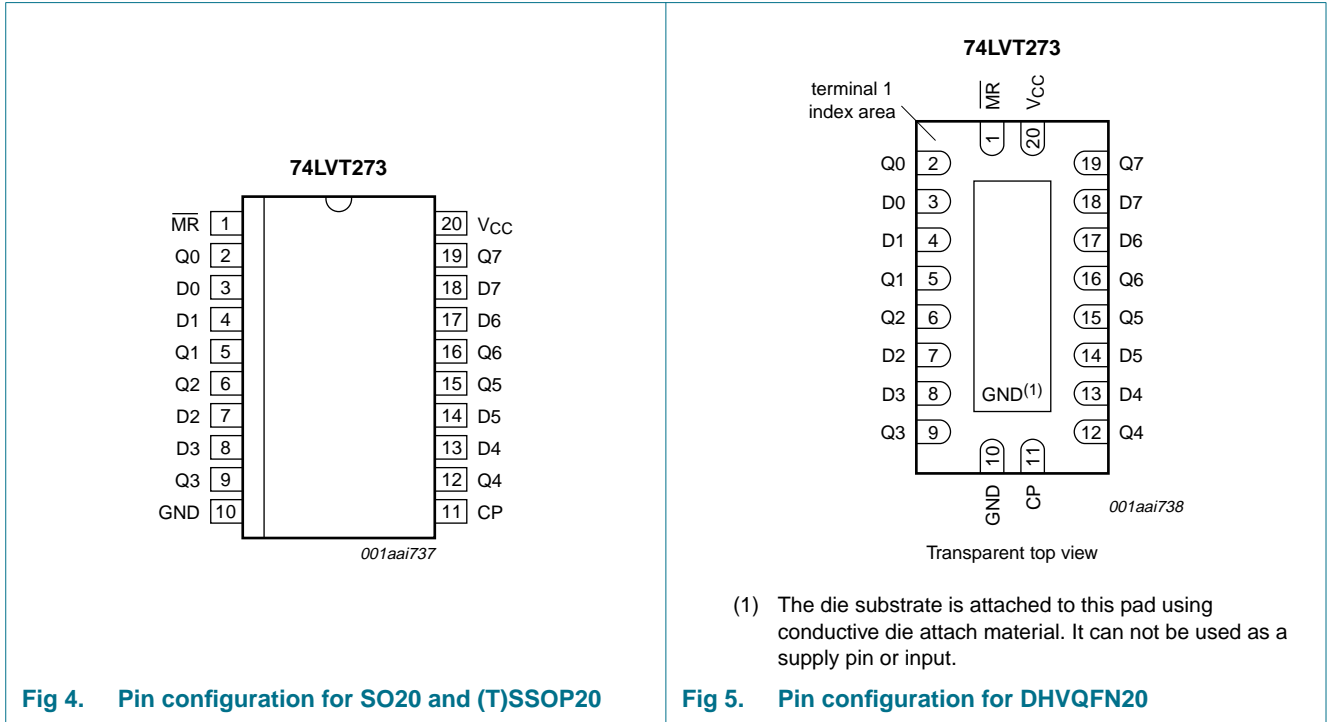 74LVT273
MR 1 20 VCC
Q0 2 19 Q7
D0 3 18 D7
D1 4 17 D6
Q1 5 16 Q6
Q2 6 15 Q5
D2 7 14 D5
D3 8 13 D4
Q3 9 12 Q4
GND 10 11 CP
001aai737
Fig 4. Pin configuration for SO20 and (T)SSOP20
74LVT273
terminal 1
index area
MR VCC
1 20
Q0 2 19 Q7
D0 3 18 D7
D1 4 17 D6
Q1 5 16 Q6
Q2 6 15 Q5
D2 7 14 D5
D3 8 GND(1) 13 D4
Q3 9 12 Q4
10 11
GND CP
001aai738
Transparent top view
(1) The die substrate is attached to this pad using
conductive die attach material. It can not be used as a
supply pin or input.
Fig 5. Pin configuration for DHVQFN20